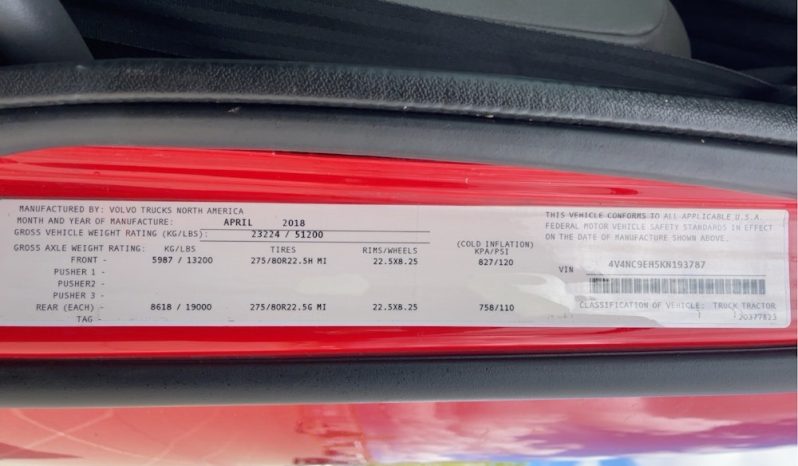 MANUFACTURED BY: VOLVO TRUCKS NORTH AMERICA
MONTH AND YEAR OF MANUFACTURE: APRIL 2018
GROSS VEHICLE WEIGHT RATING (KG/LBS) 23224 / 51200
GROSS AXLE WEIGHT RATING: KG/LBS TIRES RIMS/WHEELS (COLD INFLATION) KPA/PSI
FRONT - 5987 / 13200 275/80R22.5H MI 22.5X8.25 827/120
PUSHER 1 -
PUSHER2 -
PUSHER 3 -
REAR (EACH) - 8618 / 19000 275/80R22.5G MI 22.5X8.25 758/110
TAG -
THIS VEHICLE CONFORMS TO ALL APPLICABLE U.S.A.
FEDERAL MOTOR VEHICLE SAFETY STANDARDS IN EFFECT
ON THE DATE OF MANUFACTURE SHOWN ABOVE.
VIN 4V4NC9EH5KN193787
CLASSIFICATION OF VEHICLE: TRUCK TRACTOR
20377823